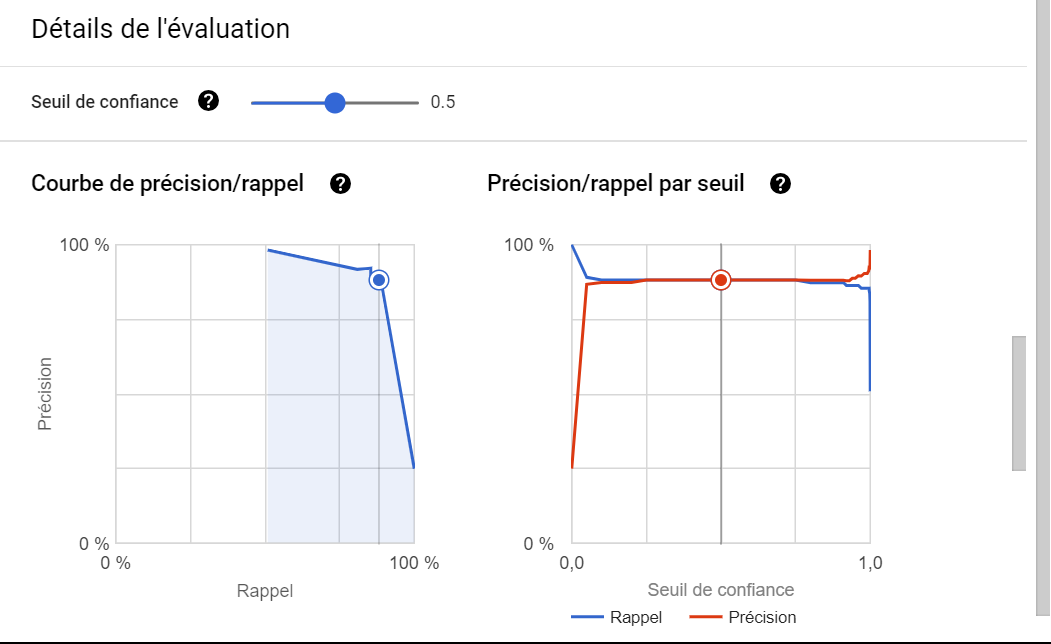 Détails de l'évaluation
Seuil de confiance ? 0.5
Courbe de précision/rappel ?
100 %
Précision
0 %
0 % 100 %
Rappel
Précision/rappel par seuil ?
100 %
0 %
0,0 1,0
Seuil de confiance
Rappel Précision